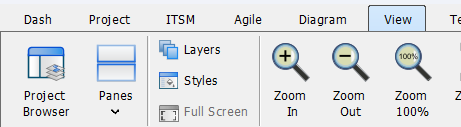 Dash Project ITSM Agile Diagram View Te
Layers
Styles
100%
Project Browser Panes Full Screen Zoom In Zoom Out Zoom 100%